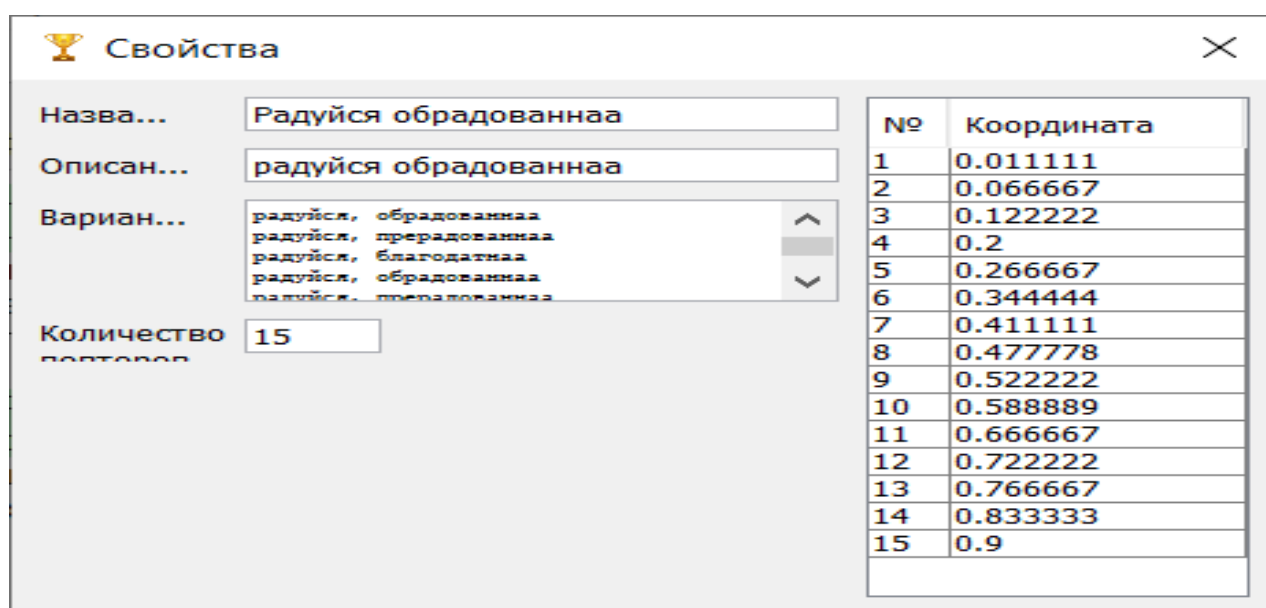 Свойства
Назва...
Радуйся обрадованнаа
Описан...
радуйся обрадованнаа
Вариан...
радуйся, обрадованнаа
радуйся, прерадованнаа
радуйся, благодатнаа
радуйся, обрадованнаа
радуйся, прерадованнаа
Количество
повторов
15
№ Координата
1 0.011111
2 0.066667
3 0.122222
4 0.2
5 0.266667
6 0.344444
7 0.411111
8 0.477778
9 0.522222
10 0.588889
11 0.666667
12 0.722222
13 0.766667
14 0.833333
15 0.9